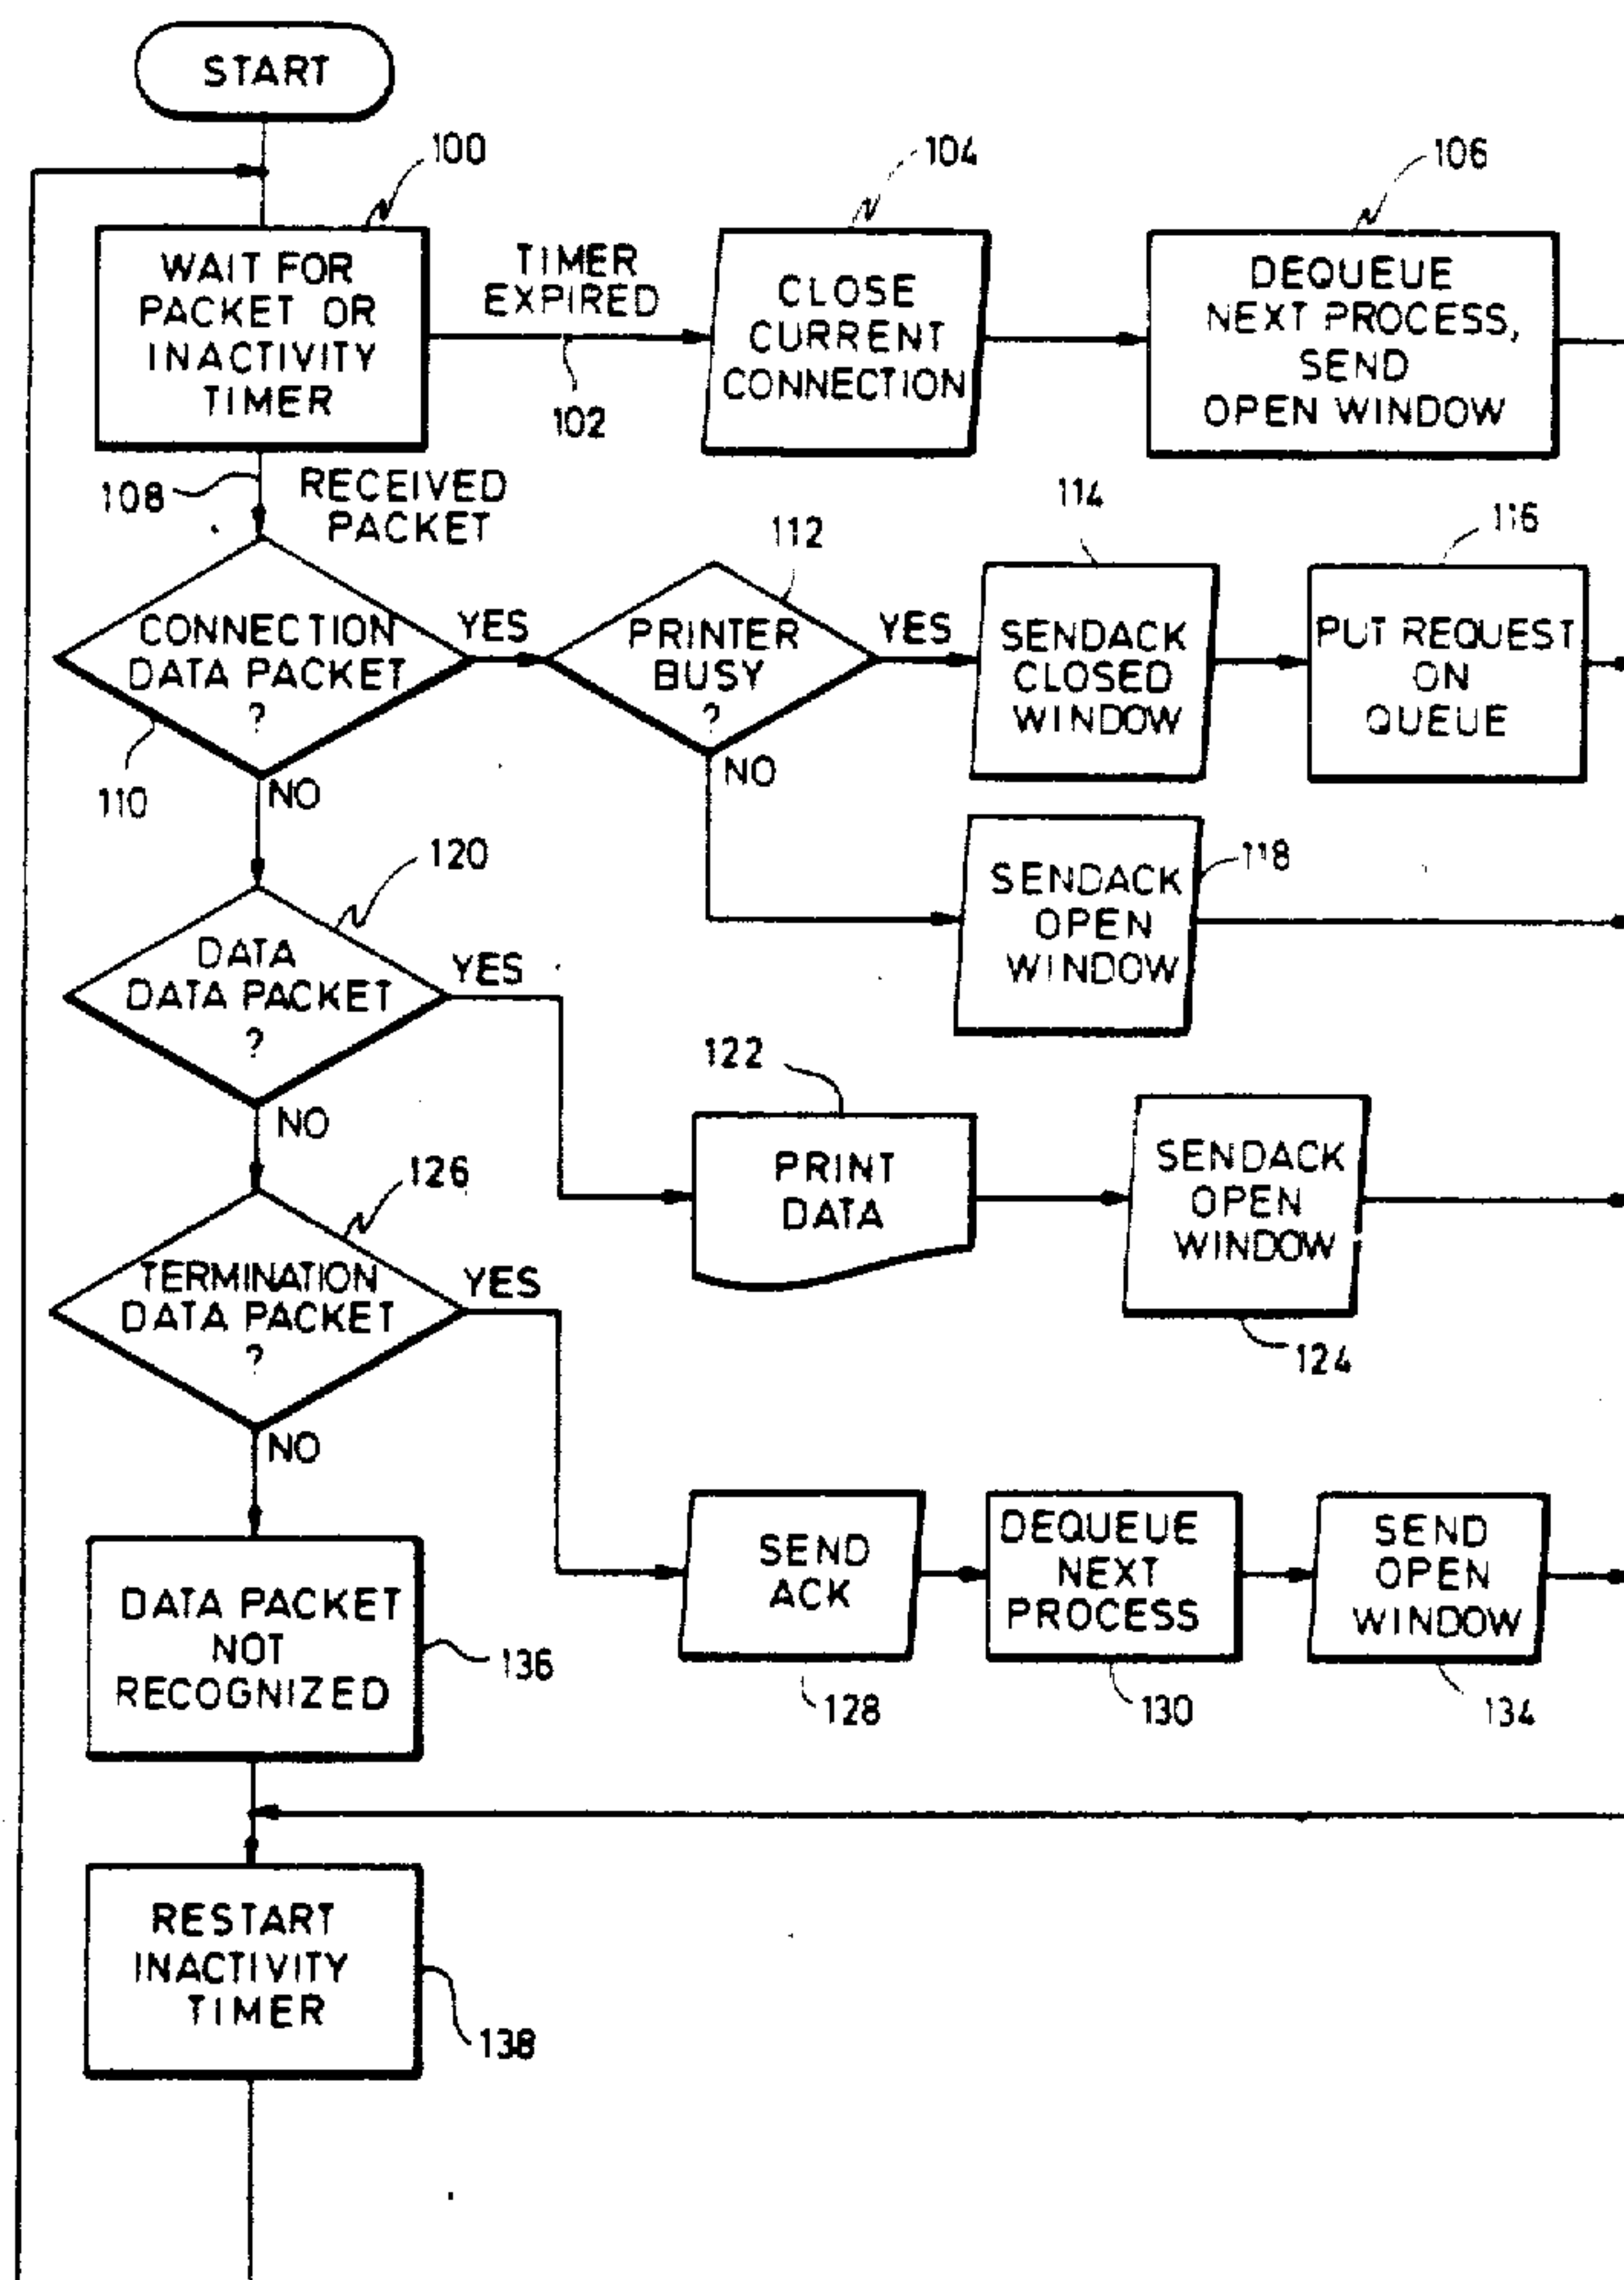 START
100
WAIT FOR
PACKET OR
INACTIVITY
TIMER
TIMER
EXPIRED
102
104
CLOSE
CURRENT
CONNECTION
106
DEQUEUE
NEXT PROCESS,
SEND
OPEN WINDOW
108
RECEIVED
PACKET
CONNECTION
DATA PACKET
?
110
YES
NO
112
PRINTER
BUSY
?
YES
NO
114
SENDACK
CLOSED
WINDOW
116
PUT REQUEST
ON
QUEUE
118
SENDACK
OPEN
WINDOW
120
DATA
DATA PACKET
?
YES
NO
122
PRINT
DATA
SENDACK
OPEN
WINDOW
124
126
TERMINATION
DATA PACKET
?
YES
NO
SEND
ACK
128
DEQUEUE
NEXT
PROCESS
130
SEND
OPEN
WINDOW
134
DATA PACKET
NOT
RECOGNIZED
136
RESTART
INACTIVITY
TIMER
138